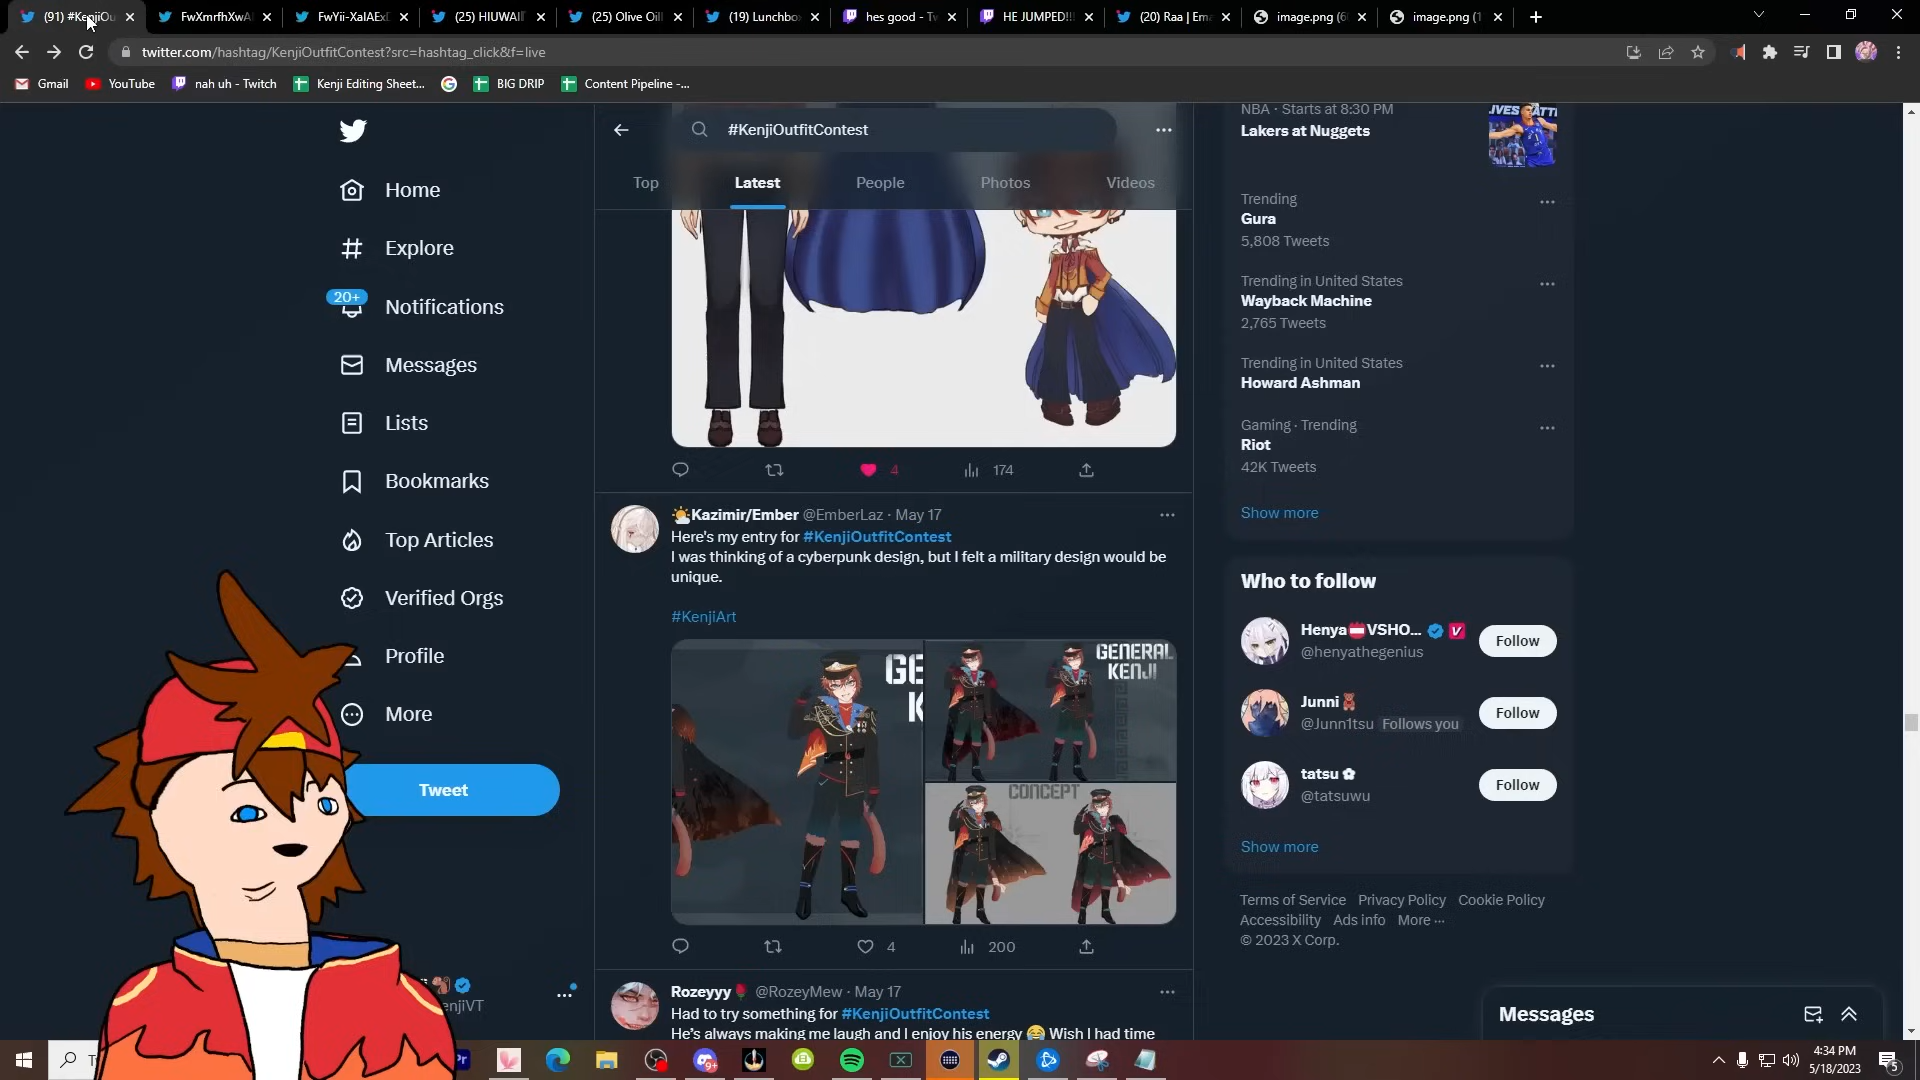 (91) #KenjiOu
FwXmrfhXwA
FwYii-XaIAEx
(25) HIUWAII
(25) Olive Oil
(19) Lunchbo
hes good - Tw
HE JUMPED!!!
(20) Raa | Em
image.png (6
image.png (1
twitter.com/hashtag/KenjiOutfitContest?src=hashtag_click&f=live
Gmail
YouTube
nah uh - Twitch
Kenji Editing Sheet...
BIG DRIP
Content Pipeline -...
#KenjiOutfitContest
Top
Latest
People
Photos
Videos
Home
Explore
20+
Notifications
Messages
Lists
Bookmarks
Top Articles
Verified Orgs
Profile
More
Tweet
enjiVT
4
174
Kazimir/Ember @EmberLaz · May 17
Here's my entry for #KenjiOutfitContest
I was thinking of a cyberpunk design, but I felt a military design would be
unique.
#KenjiArt
GE
K
GENERAL
KENJI
CONCEPT
4
200
Rozeyyy @RozeyMew · May 17
Had to try something for #KenjiOutfitContest
He's always making me laugh and I enjoy his energy 😂 Wish I had time
NBA · Starts at 8:30 PM
Lakers at Nuggets
Trending
Gura
5,808 Tweets
Trending in United States
Wayback Machine
2,765 Tweets
Trending in United States
Howard Ashman
Gaming · Trending
Riot
42K Tweets
Show more
Who to follow
Henya VSHO...
@henyathegenius
Follow
Junni
@Junn1tsu Follows you
Follow
tatsu
@tatsuwu
Follow
Show more
Terms of Service Privacy Policy Cookie Policy
Accessibility Ads info More ...
© 2023 X Corp.
Messages
Pr
9+
4:34 PM
5/18/2023
5